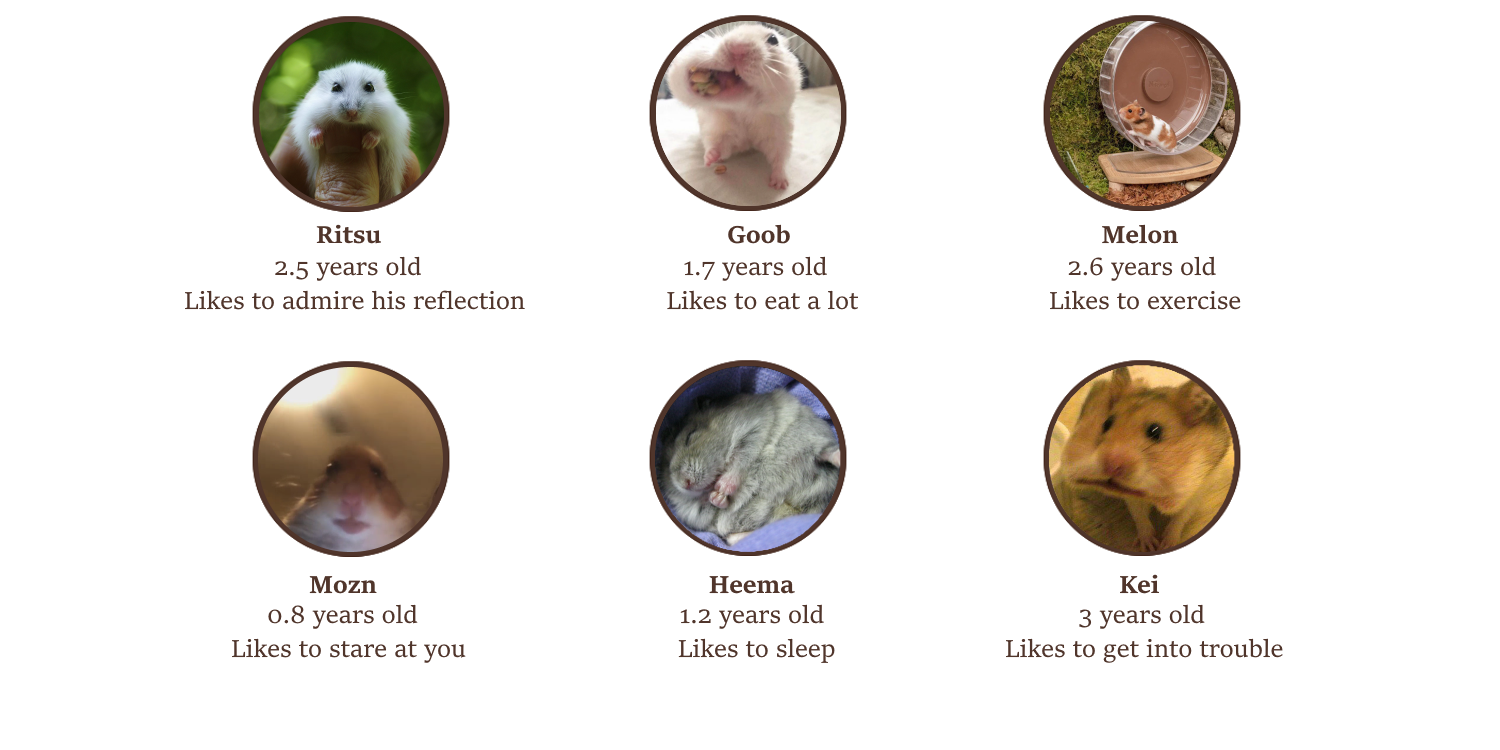 Ritsu
2.5 years old
Likes to admire his reflection
Goob
1.7 years old
Likes to eat a lot
Melon
2.6 years old
Likes to exercise
Mozn
0.8 years old
Likes to stare at you
Heema
1.2 years old
Likes to sleep
Kei
3 years old
Likes to get into trouble